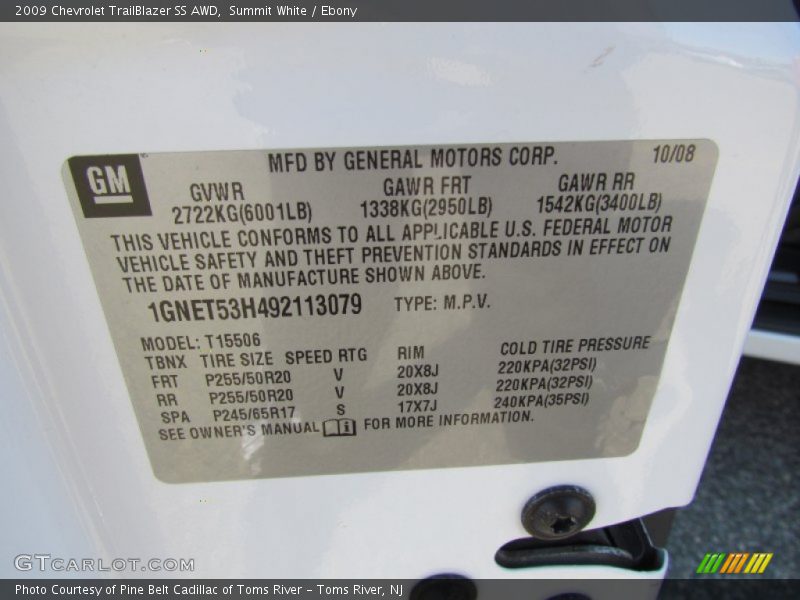 2009 Chevrolet TrailBlazer SS AWD, Summit White / Ebony
GM
MFD BY GENERAL MOTORS CORP. 10/08
GVWR GAWR FRT GAWR RR
2722KG(6001LB) 1338KG(2950LB) 1542KG(3400LB)
THIS VEHICLE CONFORMS TO ALL APPLICABLE U.S. FEDERAL MOTOR
VEHICLE SAFETY AND THEFT PREVENTION STANDARDS IN EFFECT ON
THE DATE OF MANUFACTURE SHOWN ABOVE.
1GNET53H492113079 TYPE: M.P.V.
MODEL: T15506
TBNX TIRE SIZE SPEED RTG RIM COLD TIRE PRESSURE
FRT P255/50R20 V 20X8J 220KPA(32PSI)
RR P255/50R20 V 20X8J 220KPA(32PSI)
SPA P245/65R17 S 17X7J 240KPA(35PSI)
SEE OWNER'S MANUAL FOR MORE INFORMATION.
GTCARLOT.COM
Photo Courtesy of Pine Belt Cadillac of Toms River – Toms River, NJ